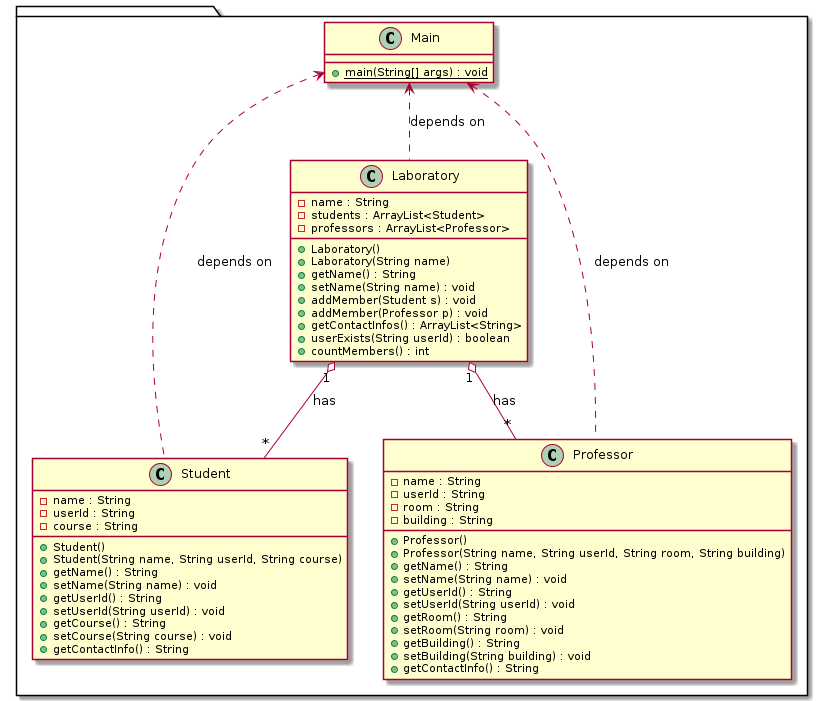 C Main
main(String[] args) : void
depends on
C Laboratory
name : String
students : ArrayList<Student>
professors : ArrayList<Professor>
Laboratory()
Laboratory(String name)
getName() : String
setName(String name) : void
addMember(Student s) : void
addMember(Professor p) : void
getContactInfos() : ArrayList<String>
userExists(String userId) : boolean
countMembers() : int
depends on
depends on
1
1
has
has
*
*
C Student
name : String
userId : String
course : String
Student()
Student(String name, String userId, String course)
getName() : String
setName(String name) : void
getUserId() : String
setUserId(String userId) : void
getCourse() : String
setCourse(String course) : void
getContactInfo() : String
C Professor
name : String
userId : String
room : String
building : String
Professor()
Professor(String name, String userId, String room, String building)
getName() : String
setName(String name) : void
getUserId() : String
setUserId(String userId) : void
getRoom() : String
setRoom(String room) : void
getBuilding() : String
setBuilding(String building) : void
getContactInfo() : String